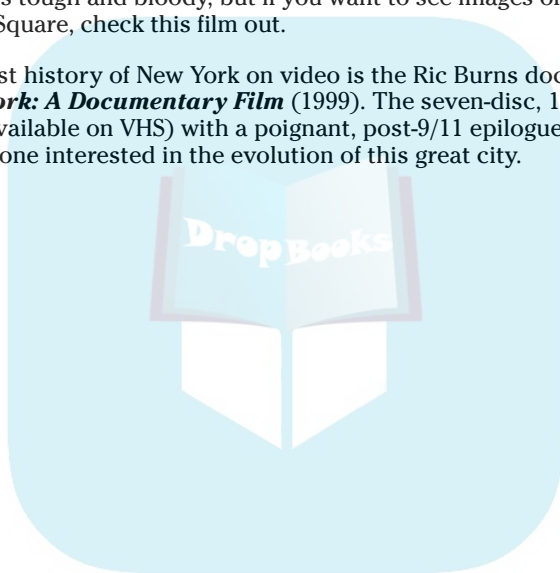 s tough and bloody, but if you want to see images of
Square, check this film out.
st history of New York on video is the Ric Burns doc
ork: A Documentary Film (1999). The seven-disc, 1
vailable on VHS) with a poignant, post-9/11 epilogue
one interested in the evolution of this great city.
DropBooks